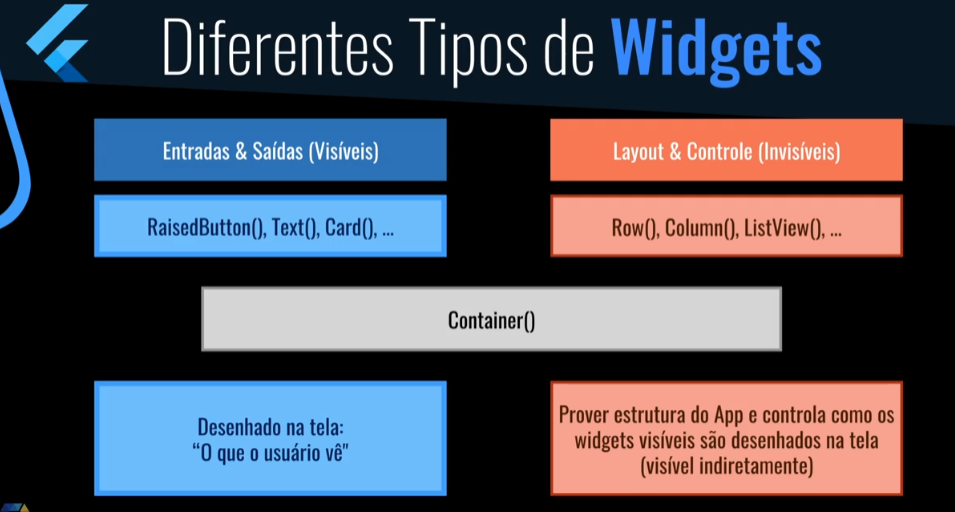 Diferentes Tipos de Widgets
Entradas & Saídas (Visíveis)
Layout & Controle (Invisíveis)
RaisedButton(), Text(), Card(), ...
Row(), Column(), ListView(), ...
Container()
Desenhado na tela:
“O que o usuário vê"
Prover estrutura do App e controla como os
widgets visíveis são desenhados na tela
(visível indiretamente)